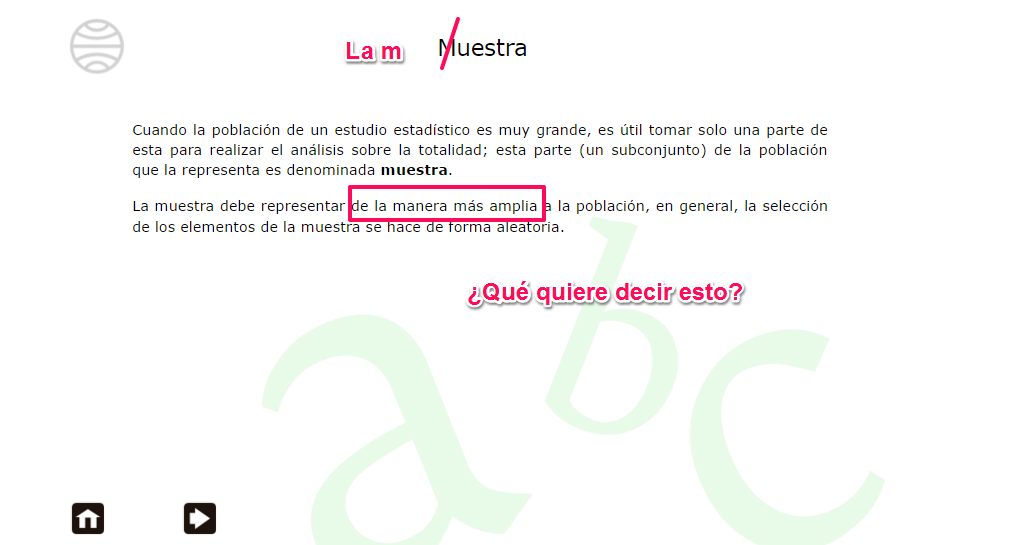 La m Muestra
Cuando la población de un estudio estadístico es muy grande, es útil tomar solo una parte de
esta para realizar el análisis sobre la totalidad; esta parte (un subconjunto) de la población
que la representa es denominada muestra.
La muestra debe representar de la manera más amplia a la población, en general, la selección
de los elementos de la muestra se hace de forma aleatoria.
¿Qué quiere decir esto?
a b c